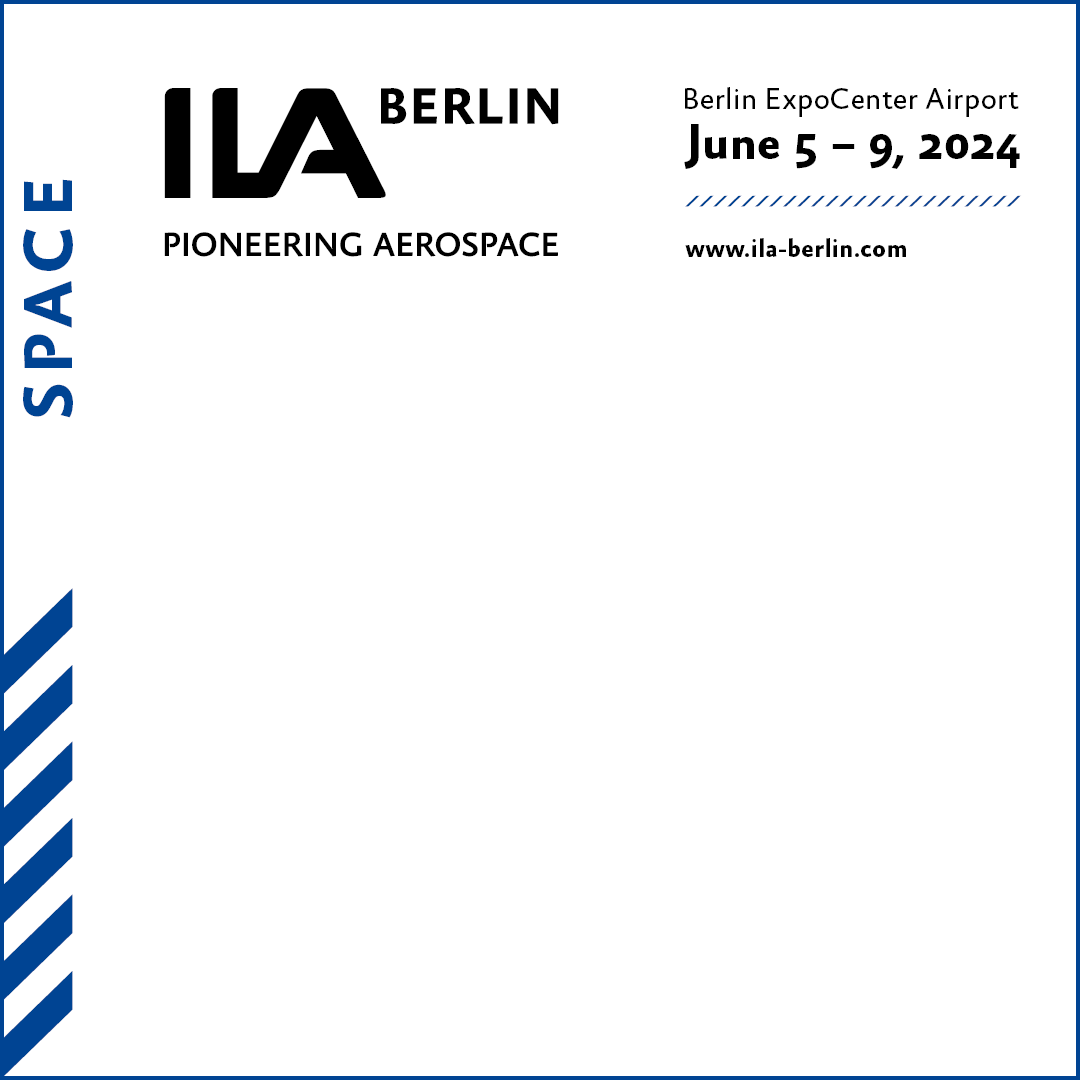 SPACE
ILA BERLIN
PIONEERING AEROSPACE
Berlin ExpoCenter Airport
June 5 – 9, 2024
www.ila-berlin.com